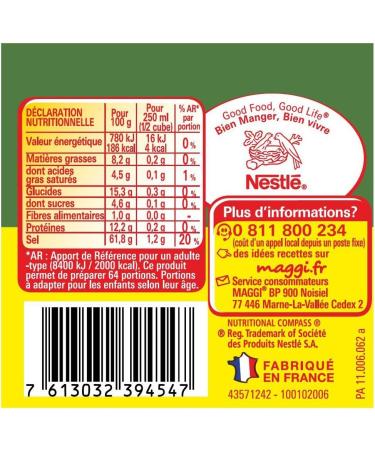 DÉCLARATION
NUTRITIONNELLE
Pour
100 g
Pour
250 ml
(1/2 cube)
% AR*
par
portion
Valeur énergétique 780 kJ 186 kcal 16 kJ 4 kcal 0 %
Matières grasses 8,2 g 0,2 g 0 %
dont acides
gras saturés 4,5 g 0,1 g 1 %
Glucides 15,3 g 0,3 g 0 %
dont sucres 4,6 g 0,1 g 0 %
Fibres alimentaires 1,0 g 0,0 g -
Protéines 12,2 g 0,2 g 0 %
Sel 61,8 g 1,2 g 20 %
*AR : Apport de Référence pour un adulte
-type (8400 kJ / 2000 kcal). Ce produit
permet de préparer 64 portions. Portions
à adapter pour les enfants selon leur âge.
7 613032 394547
Good Food, Good Life®
Bien Manger, Bien vivre
Nestlé®
Plus d'informations?
0 811 800 234
(coût d'un appel local depuis un poste fixe)
des idées recettes sur
maggi.fr
Service consommateurs
MAGGI® BP 900 Noisiel
77 446 Marne-La-Vallée Cedex 2
NUTRITIONAL COMPASS ®
® Reg. Trademark of Société
des Produits Nestlé S.A.
FABRIQUÉ
EN FRANCE
43571242 - 100102006
PA 11.006.062 a